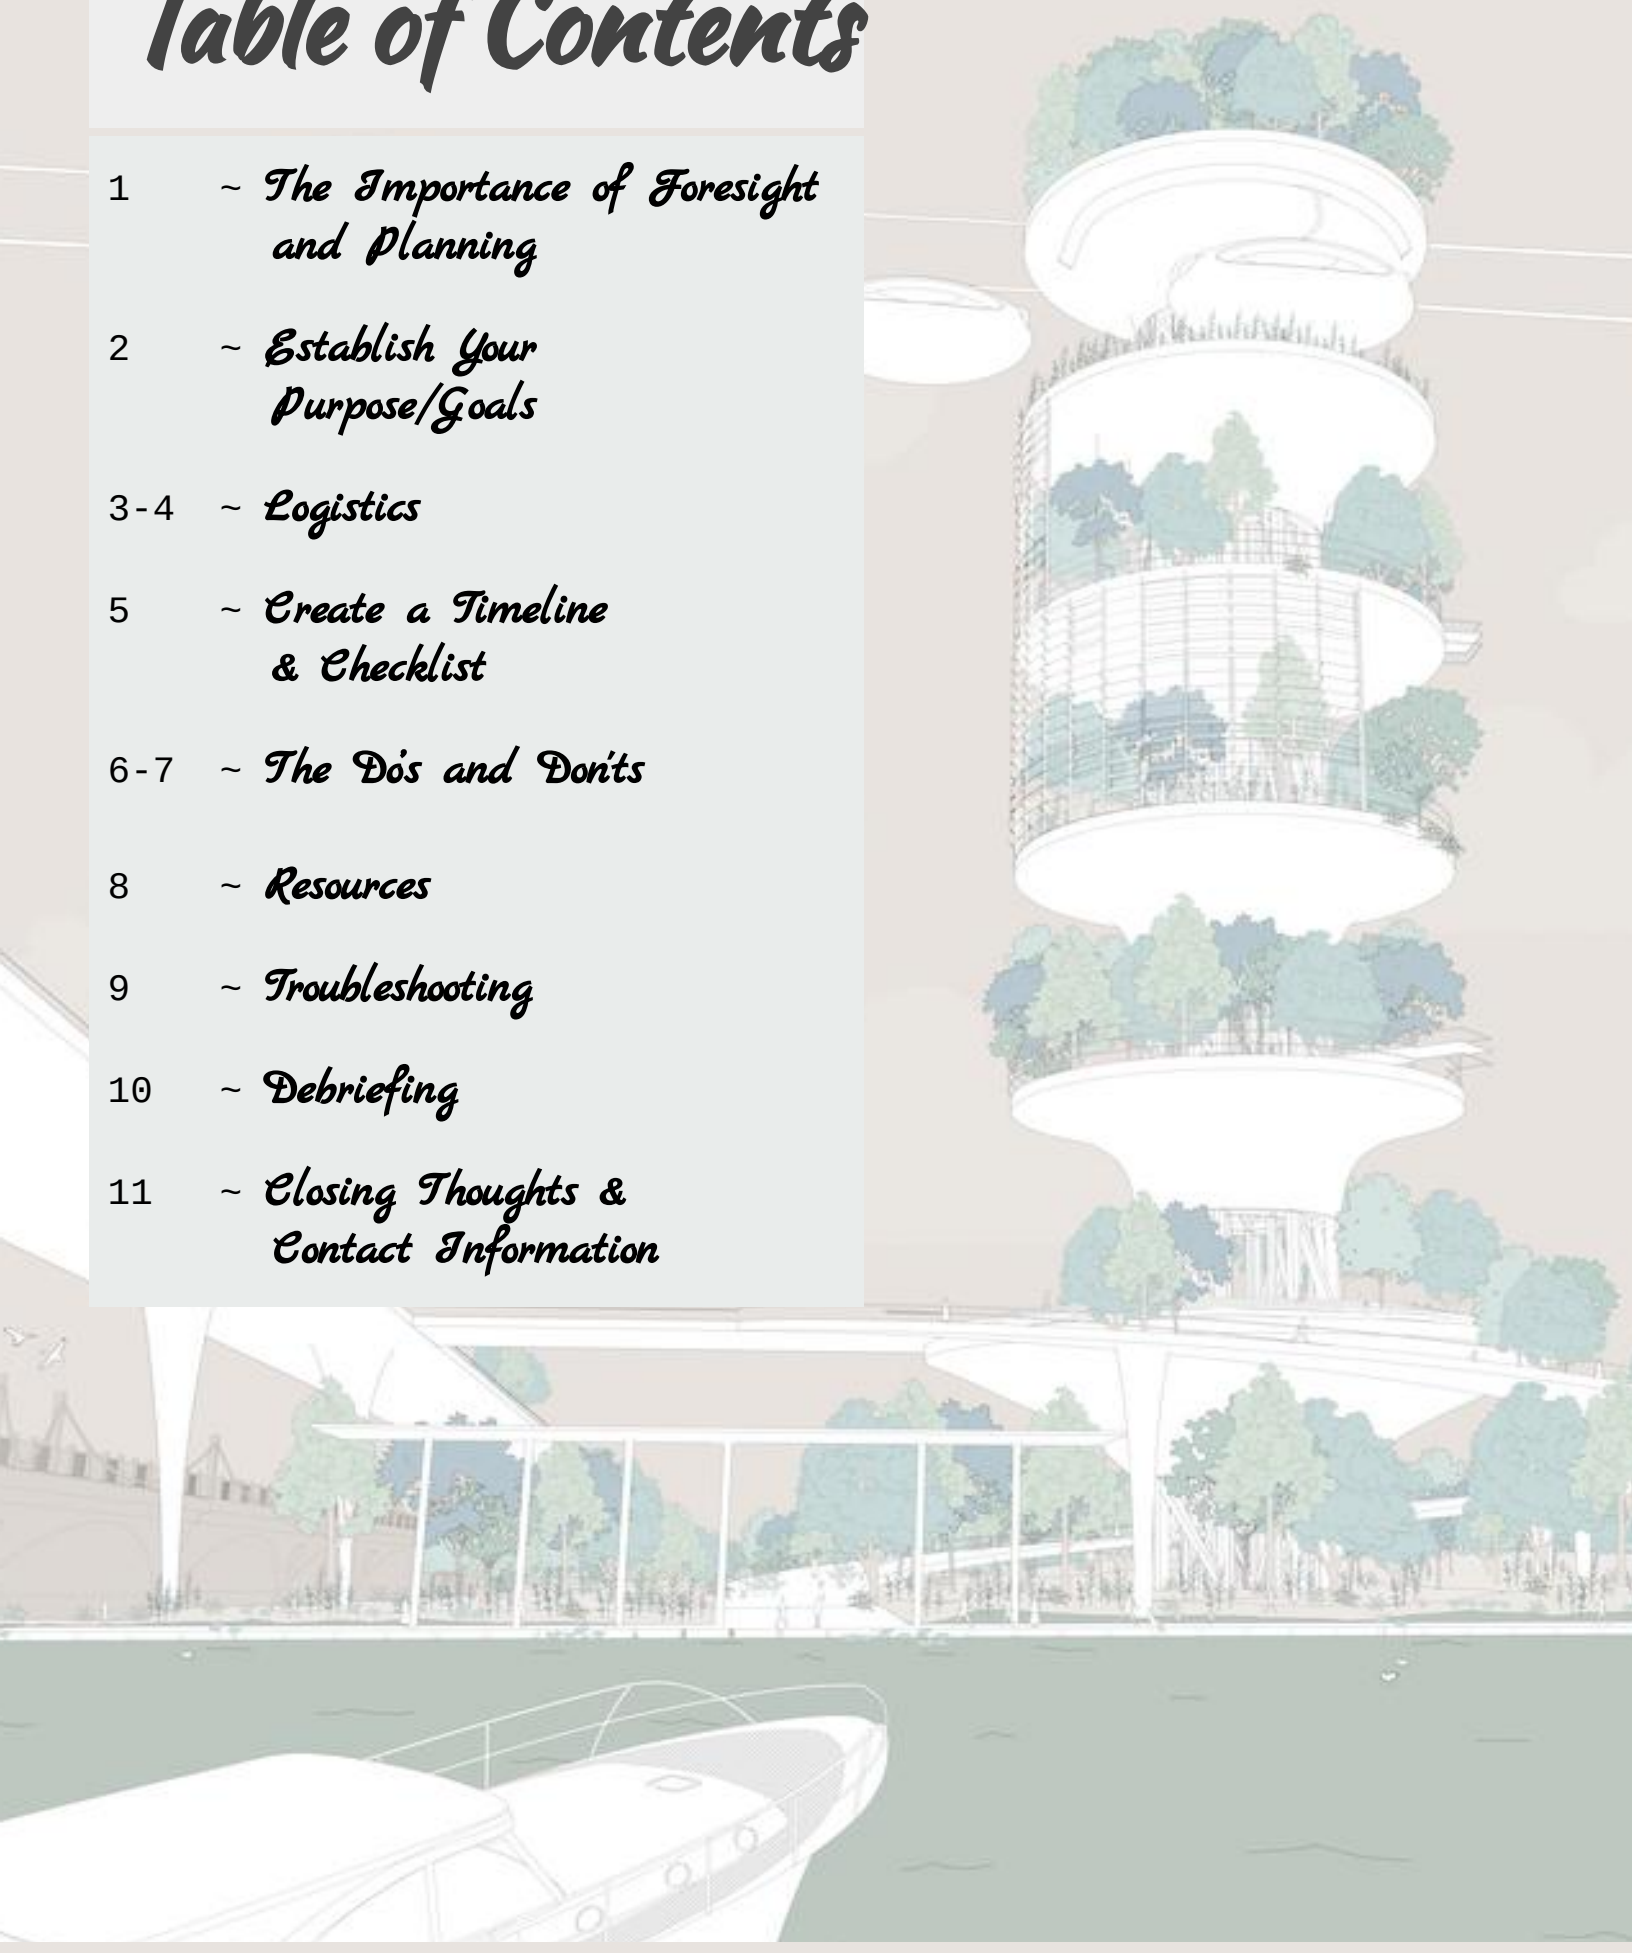 Table of Contents
1 ~ The Importance of Foresight
and Planning
2 ~ Establish Your
Purpose/Goals
3-4 ~ Logistics
5 ~ Create a Timeline
& Checklist
6-7 ~ The Do's and Don'ts
8 ~ Resources
9 ~ Troubleshooting
10 ~ Debriefing
11 ~ Closing Thoughts &
Contact Information